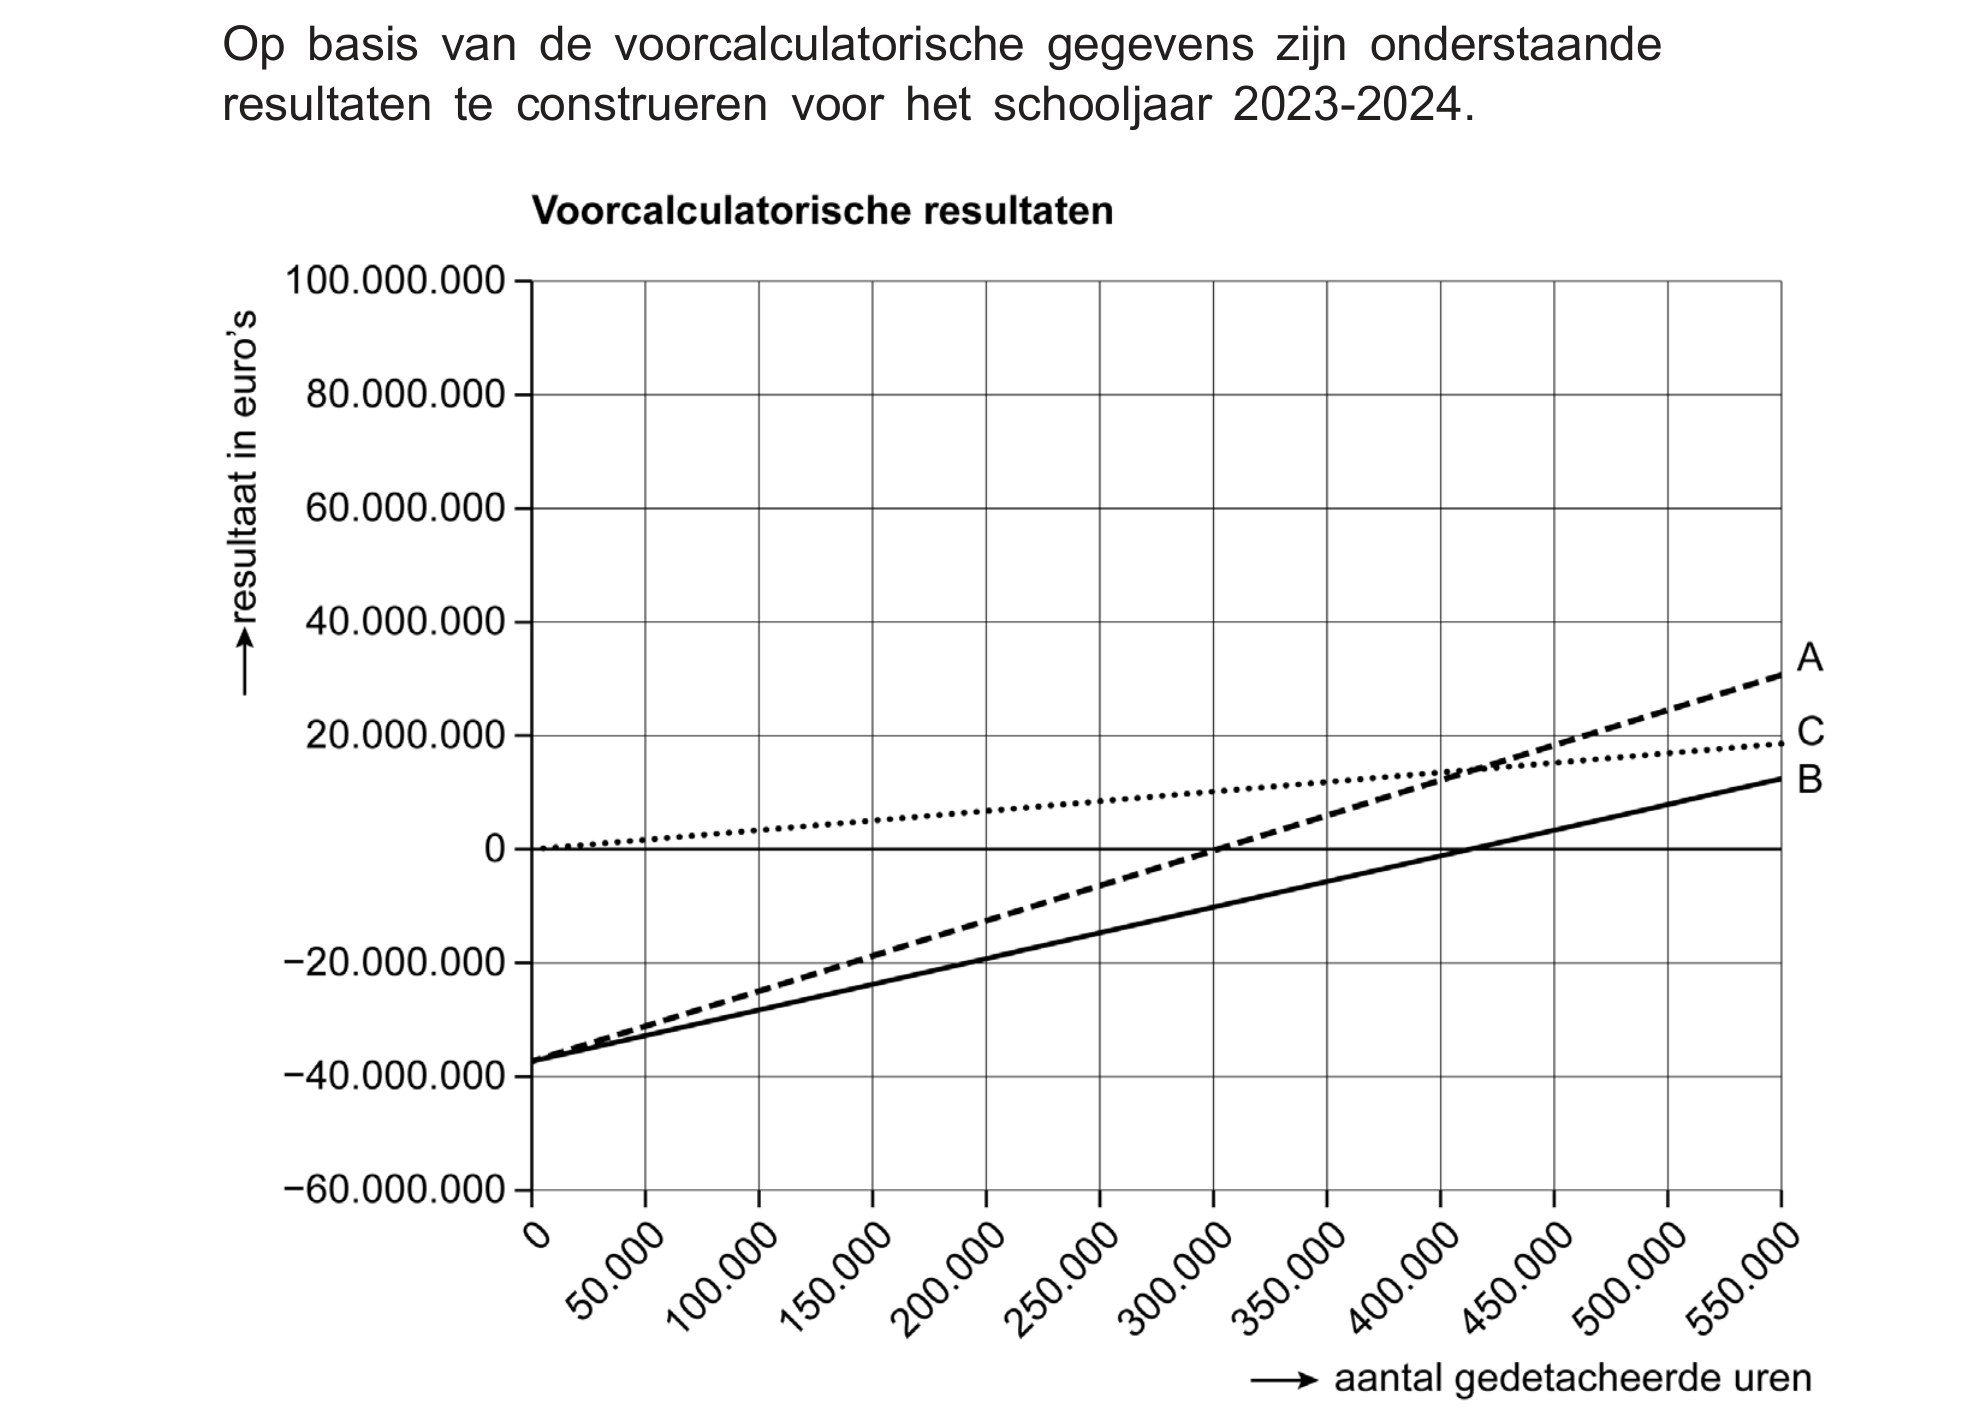 Op basis van de voorcalculatorische gegevens zijn onderstaande
resultaten te construeren voor het schooljaar 2023-2024.
Voorcalculatorische resultaten
resultaat in euro’s
100.000.000
80.000.000
60.000.000
40.000.000
20.000.000
0
−20.000.000
−40.000.000
−60.000.000
A
C
B
0
50.000
100.000
150.000
200.000
250.000
300.000
350.000
400.000
450.000
500.000
550.000
aantal gedetacheerde uren